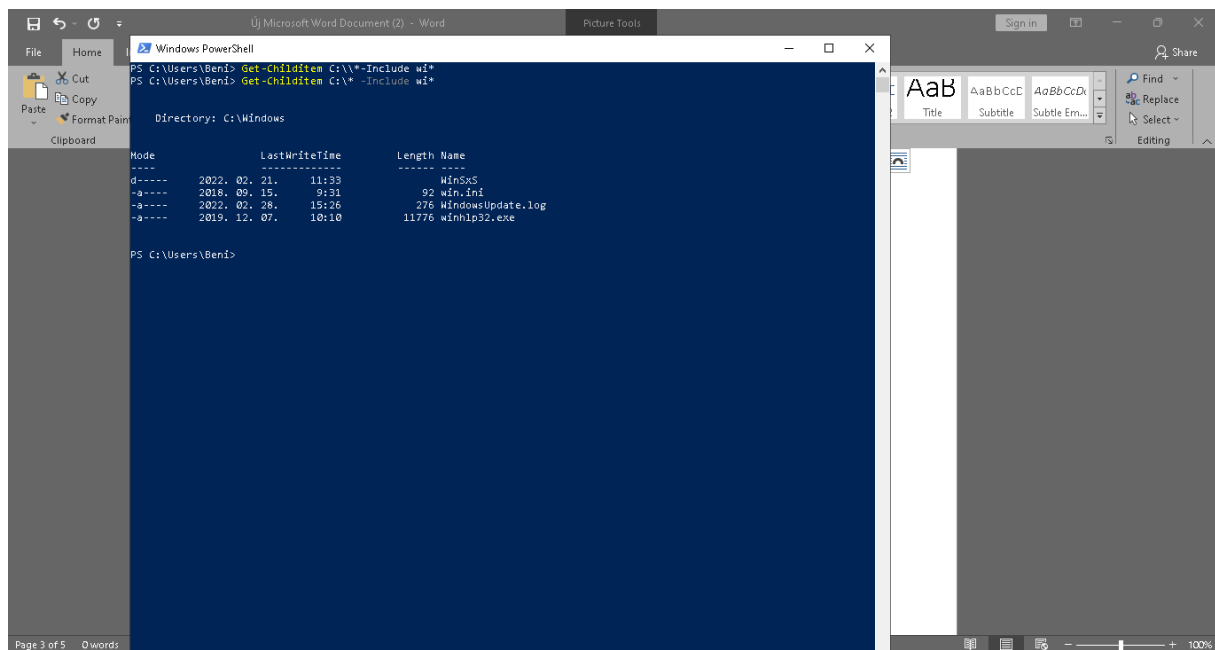 Új Microsoft Word Document (2) - Word
Picture Tools
Sign in
File Home
Windows PowerShell
Share
Cut
Copy
Paste
Format Pain
Clipboard
PS C:\Users\Beni> Get-Childitem C:\\*-Include wi*
PS C:\Users\Beni> Get-Childitem C:\* -Include wi*
Directory: C:\Windows
Mode LastWriteTime Length Name
---- ------------- ------ ----
d----- 2022. 02. 21. 11:33 WinSxS
-a---- 2018. 09. 15. 9:31 92 win.ini
-a---- 2022. 02. 28. 15:26 276 WindowsUpdate.log
-a---- 2019. 12. 07. 10:10 11776 winhlp32.exe
PS C:\Users\Beni>
AaB AaBbCcD AaBbCcDc
Title Subtitle Subtle Em...
Find
Replace
Select
Editing
Page 3 of 5 0 words
100%